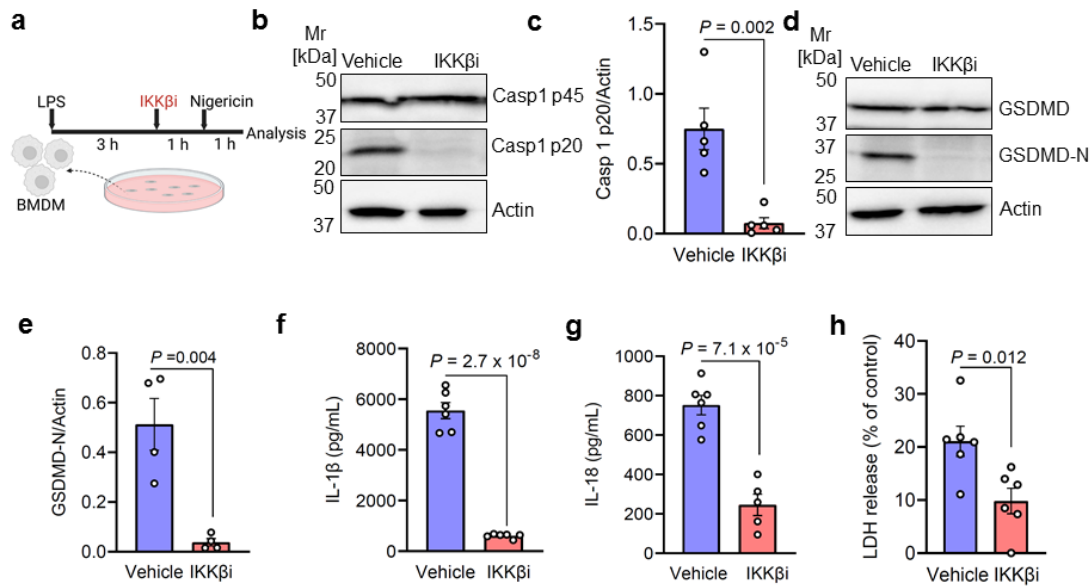 a
LPS
IKKβi
Nigericin
3 h
1 h
1 h
Analysis
BMDM
b
Mr
[kDa]
Vehicle
IKKβi
50
37
Casp1 p45
25
20
Casp1 p20
50
37
Actin
c
P = 0.002
Casp 1 p20/Actin
1.5
1.0
0.5
0.0
Vehicle IKKβi
d
Mr
[kDa]
Vehicle
IKKβi
50
37
GSDMD
37
25
GSDMD-N
50
37
Actin
e
P =0.004
GSDMD-N/Actin
0.8
0.6
0.4
0.2
0.0
Vehicle IKKβi
f
P = 2.7 x 10⁻⁸
IL-1β (pg/mL)
8000
6000
4000
2000
0
Vehicle IKKβi
g
P = 7.1 x 10⁻⁵
IL-18 (pg/mL)
1000
800
600
400
200
0
Vehicle IKKβi
h
P = 0.012
LDH release (% of control)
40
30
20
10
0
Vehicle IKKβi